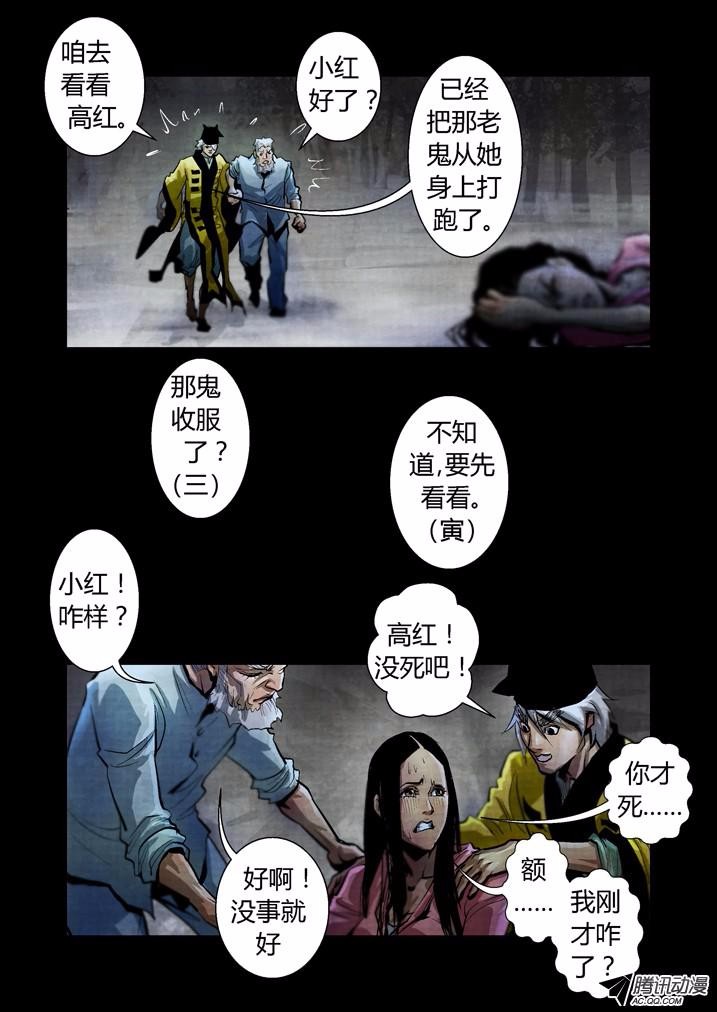 咱去
看看
高红。
小红
好了？
已经
把那老
鬼从她
身上打
跑了。
那鬼
收服
了？
（三）
不知
道，要先
看看。
（寅）
小红！
咋样？
高红！
没死吧！
你才
死……
好啊！
没事就
好
额
……
我刚
才咋
了？
腾讯动漫
AC.QQ.COM